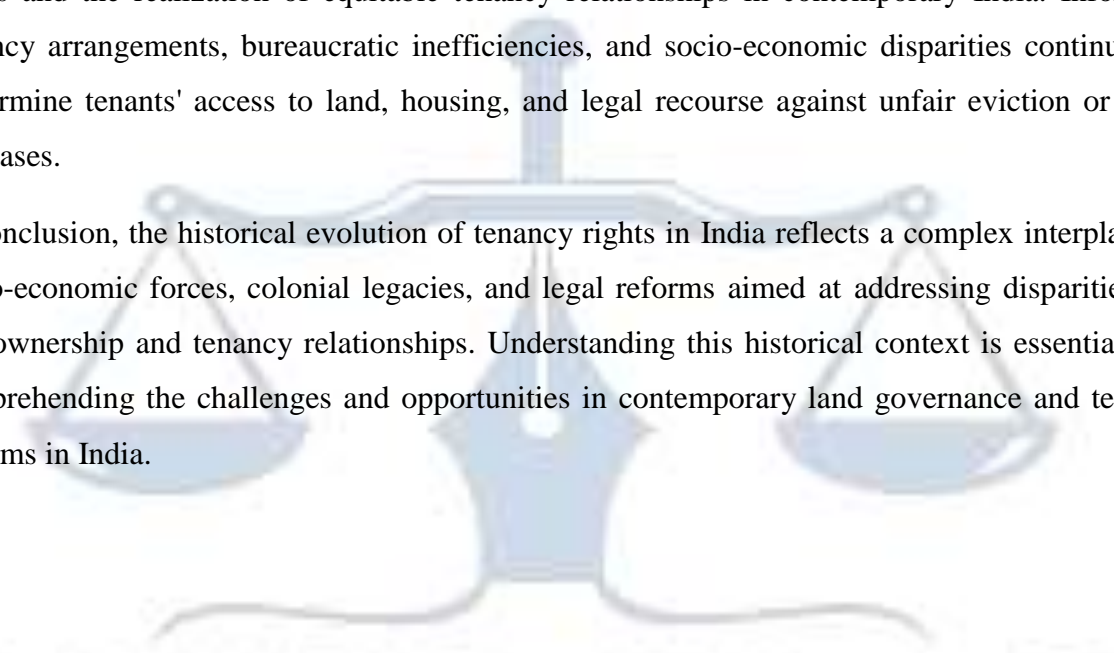 and the realization of equitable tenancy relationships in contemporary India.
ncy arrangements, bureaucratic inefficiencies, and socio-economic disparities continu
ermine tenants' access to land, housing, and legal recourse against unfair eviction or
ases.
onclusion, the historical evolution of tenancy rights in India reflects a complex interpla
o-economic forces, colonial legacies, and legal reforms aimed at addressing disparitie
ownership and tenancy relationships. Understanding this historical context is essentia
prehending the challenges and opportunities in contemporary land governance and te
ms in India.